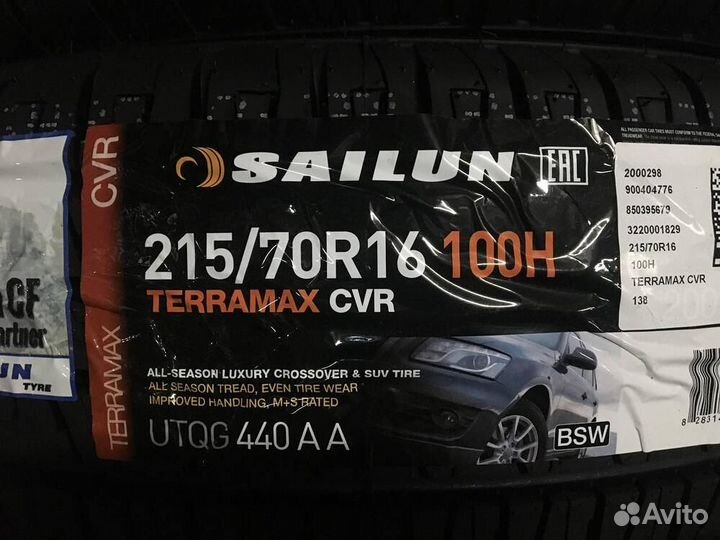 CVR
TERRAMAX
SAILUN
EAC
215/70R16 100H
TERRAMAX CVR
ALL-SEASON LUXURY CROSSOVER & SUV TIRE
ALL SEASON TREAD, EVEN TIRE WEAR
IMPROVED HANDLING, M+S RATED
UTQG 440 A A
BSW
2000298
900404776
850395679
3220001829
215/70R16
100H
TERRAMAX CVR
138
TYRE
Avito